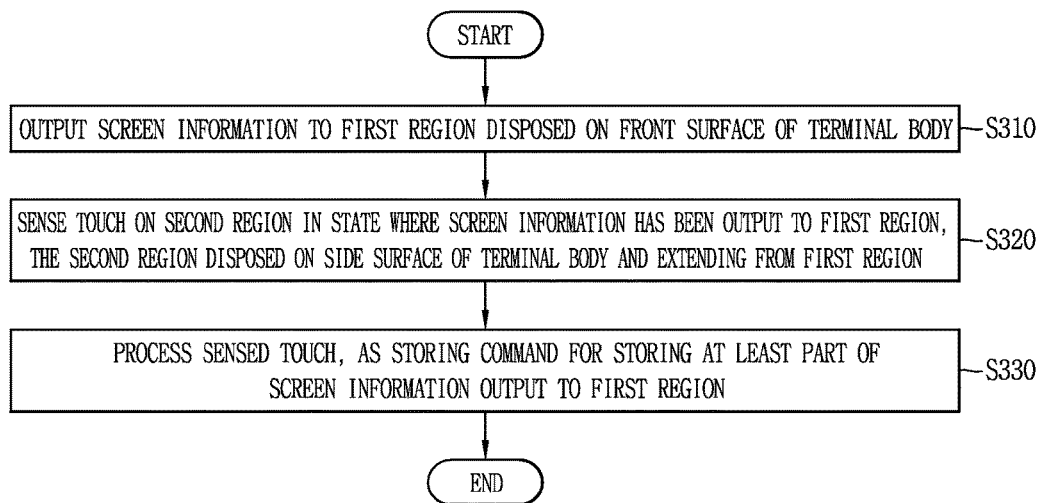 START
OUTPUT SCREEN INFORMATION TO FIRST REGION DISPOSED ON FRONT SURFACE OF TERMINAL BODY
S310
SENSE TOUCH ON SECOND REGION IN STATE WHERE SCREEN INFORMATION HAS BEEN OUTPUT TO FIRST REGION,
THE SECOND REGION DISPOSED ON SIDE SURFACE OF TERMINAL BODY AND EXTENDING FROM FIRST REGION
S320
PROCESS SENSED TOUCH, AS STORING COMMAND FOR STORING AT LEAST PART OF
SCREEN INFORMATION OUTPUT TO FIRST REGION
S330
END